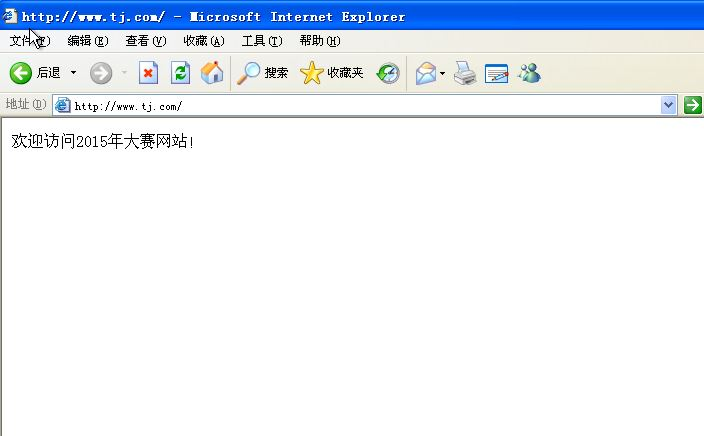 http://www.tj.com/ - Microsoft Internet Explorer
文件(F) 编辑(E) 查看(V) 收藏(A) 工具(T) 帮助(H)
后退 搜索 收藏夹
地址(D) http://www.tj.com/
欢迎访问2015年大赛网站!